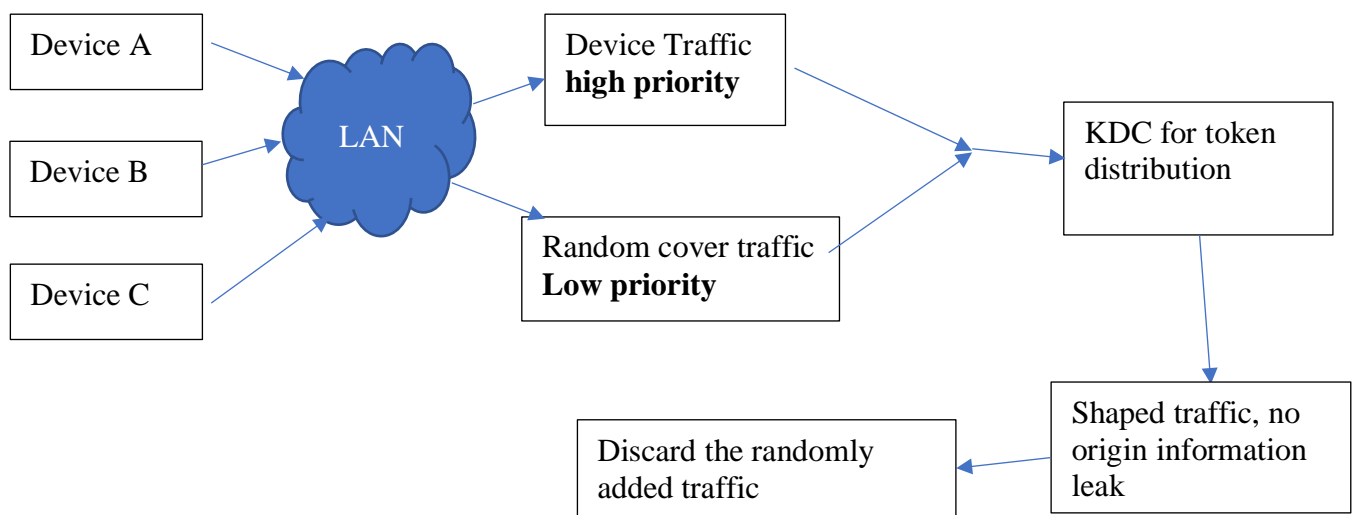 Device A
Device B
Device C
LAN
Device Traffic
high priority
Random cover traffic
Low priority
KDC for token
distribution
Shaped traffic, no
origin information
leak
Discard the randomly
added traffic